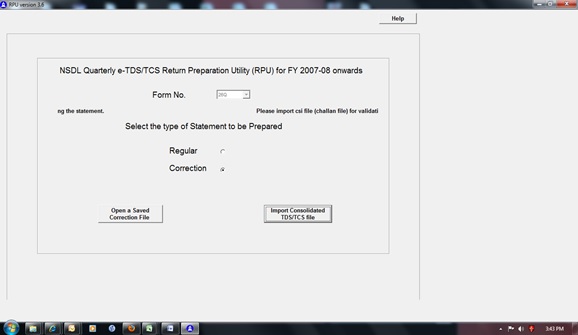 RPU version 3.8
Help
NSDL Quarterly e-TDS/TCS Return Preparation Utility (RPU) for FY 2007-08 onwards
Form No.
26Q
ng the statement.
Please import csi file (challan file) for validati
Select the type of Statement to be Prepared
Regular
Correction
Open a Saved
Correction File
Import Consolidated
TDS/TCS file
3:43 PM